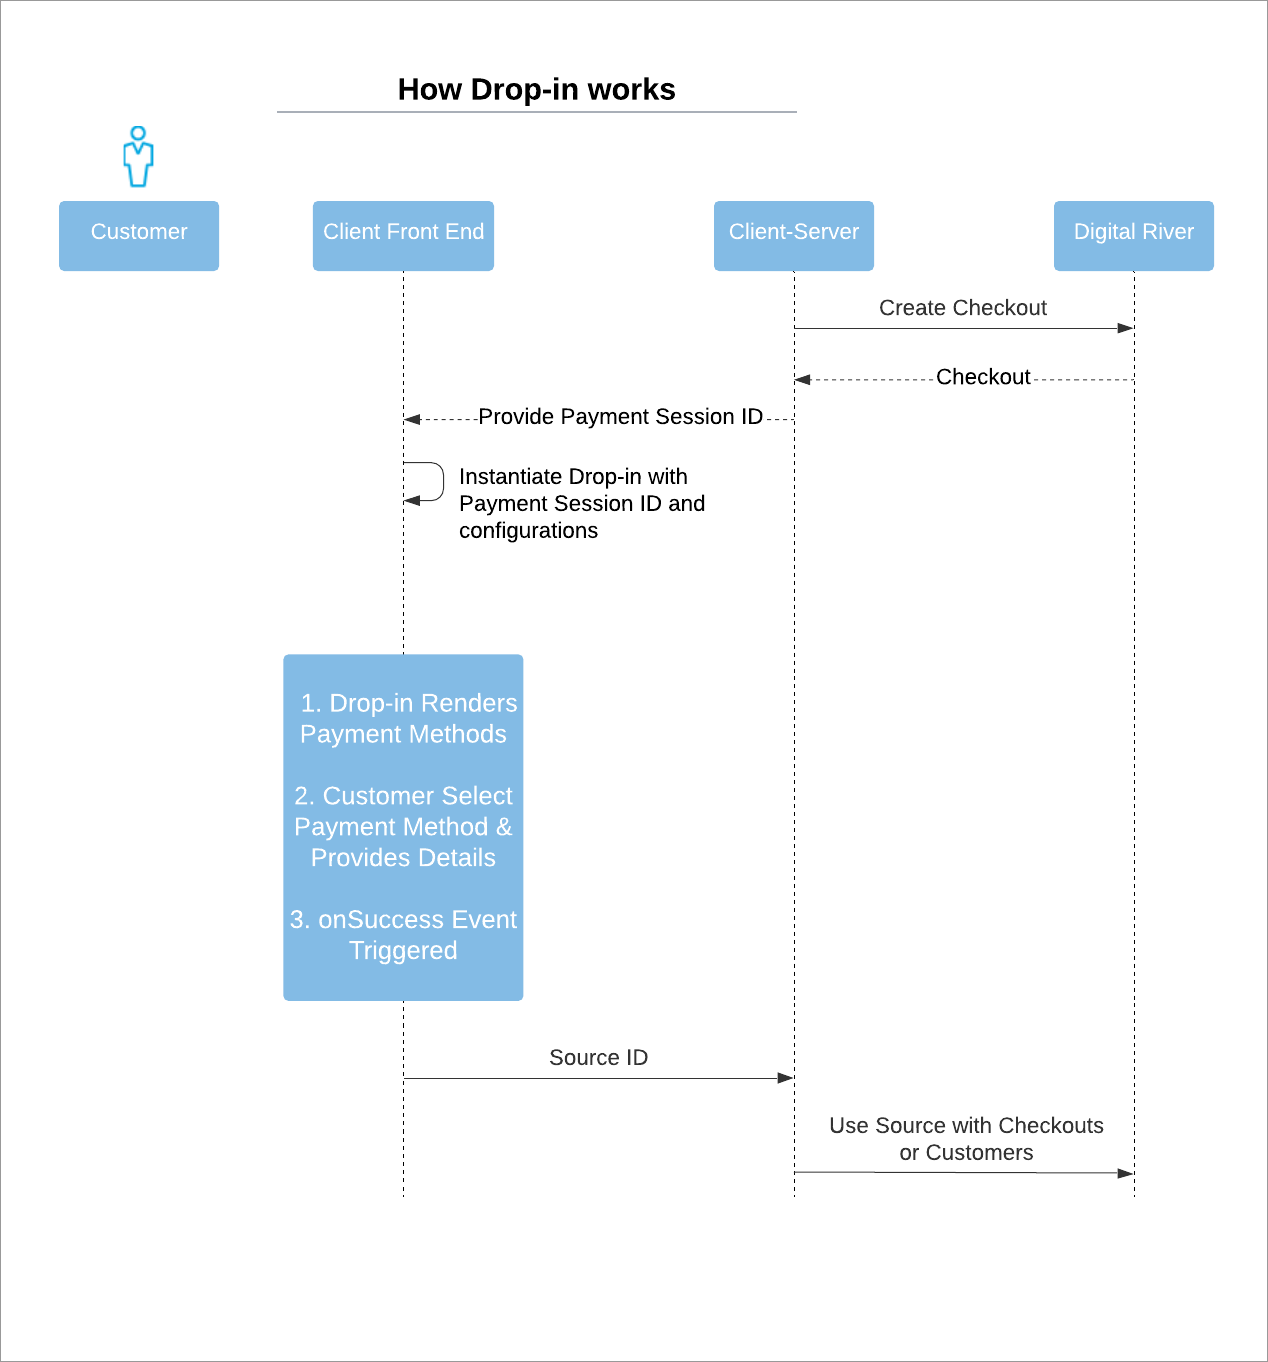 How Drop-in works
Customer
Client Front End
Client-Server
Digital River
Create Checkout
Checkout
Provide Payment Session ID
Instantiate Drop-in with
Payment Session ID and
configurations
1. Drop-in Renders
Payment Methods
2. Customer Select
Payment Method &
Provides Details
3. onSuccess Event
Triggered
Source ID
Use Source with Checkouts
or Customers